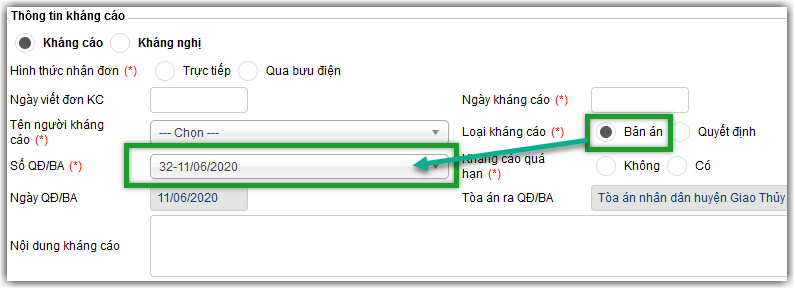 Thông tin kháng cáo
Kháng cáo Kháng nghị
Hình thức nhận đơn (*) Trực tiếp Qua bưu điện
Ngày viết đơn KC Ngày kháng cáo (*)
Tên người kháng cáo (*) --- Chọn --- Loại kháng cáo (*) Bản án Quyết định
Số QĐ/BA (*) 32-11/06/2020 Kháng cáo quá hạn (*) Không Có
Ngày QĐ/BA 11/06/2020 Tòa án ra QĐ/BA Tòa án nhân dân huyện Giao Thủy
Nội dung kháng cáo